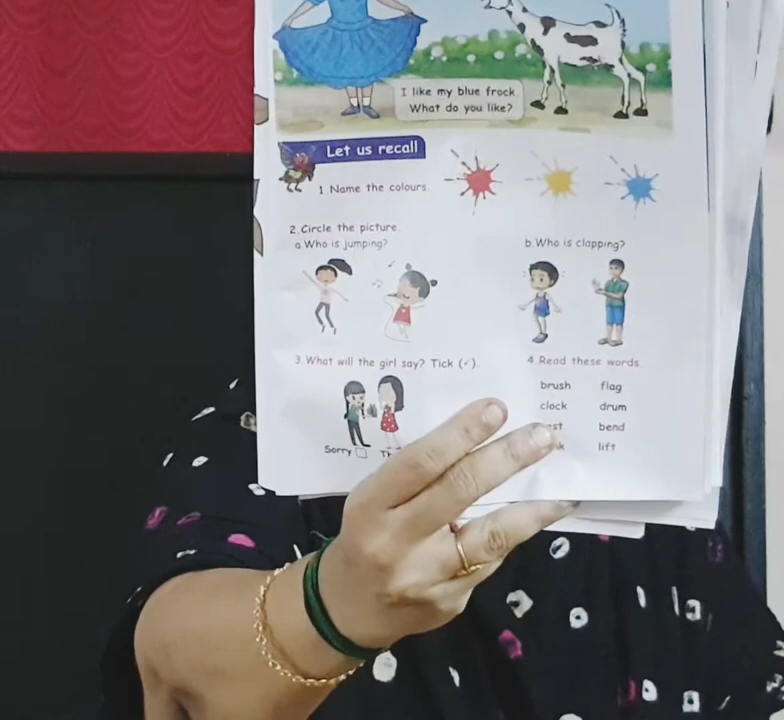 I like my blue frock
What do you like?
Let us recall
1. Name the colours.
2. Circle the picture.
a. Who is jumping?
b. Who is clapping?
3. What will the girl say? Tick (✓).
Sorry
4. Read these words
brush flag
clock drum
bend
lift